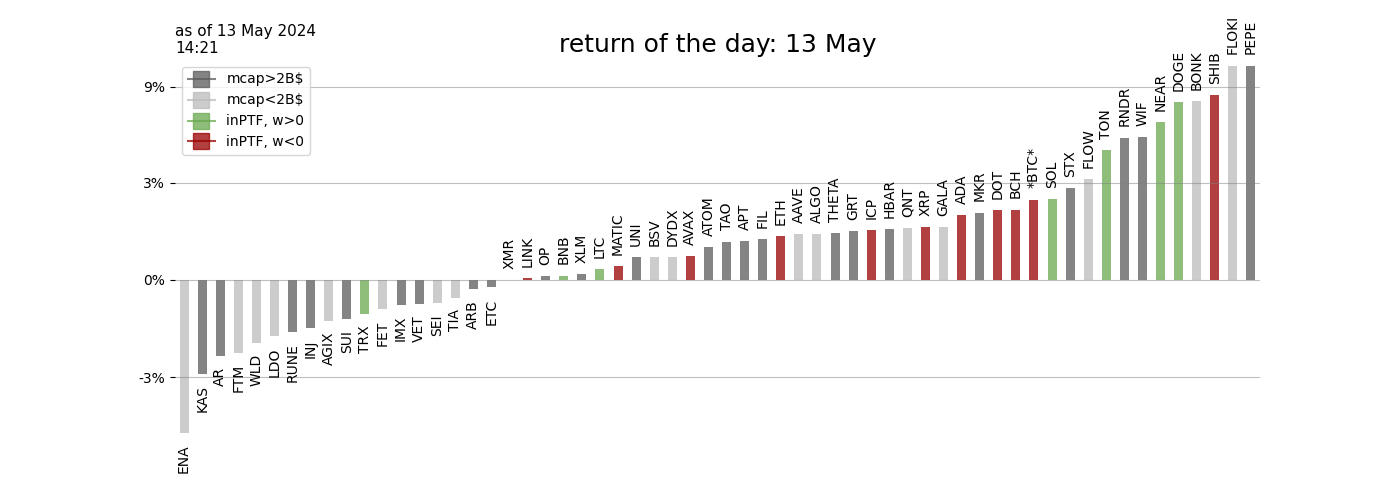 as of 13 May 2024
14:21
return of the day: 13 May
mcap>2B$
mcap<2B$
inPTF, w>0
inPTF, w<0
9%
3%
0%
-3%
ENA
KAS
AR
FTM
WLD
LDO
RUNE
INJ
AGIX
SUI
TRX
FET
IMX
VET
SEI
TIA
ARB
ETC
XMR
LINK
OP
BNB
XLM
LTC
MATIC
UNI
BSV
DYDX
AVAX
ATOM
TAO
APT
FIL
ETH
AAVE
ALGO
THETA
GRT
ICP
HBAR
QNT
XRP
GALA
ADA
MKR
DOT
BCH
*BTC*
SOL
STX
FLOW
TON
RNDR
WIF
NEAR
DOGE
BONK
SHIB
FLOKI
PEPE